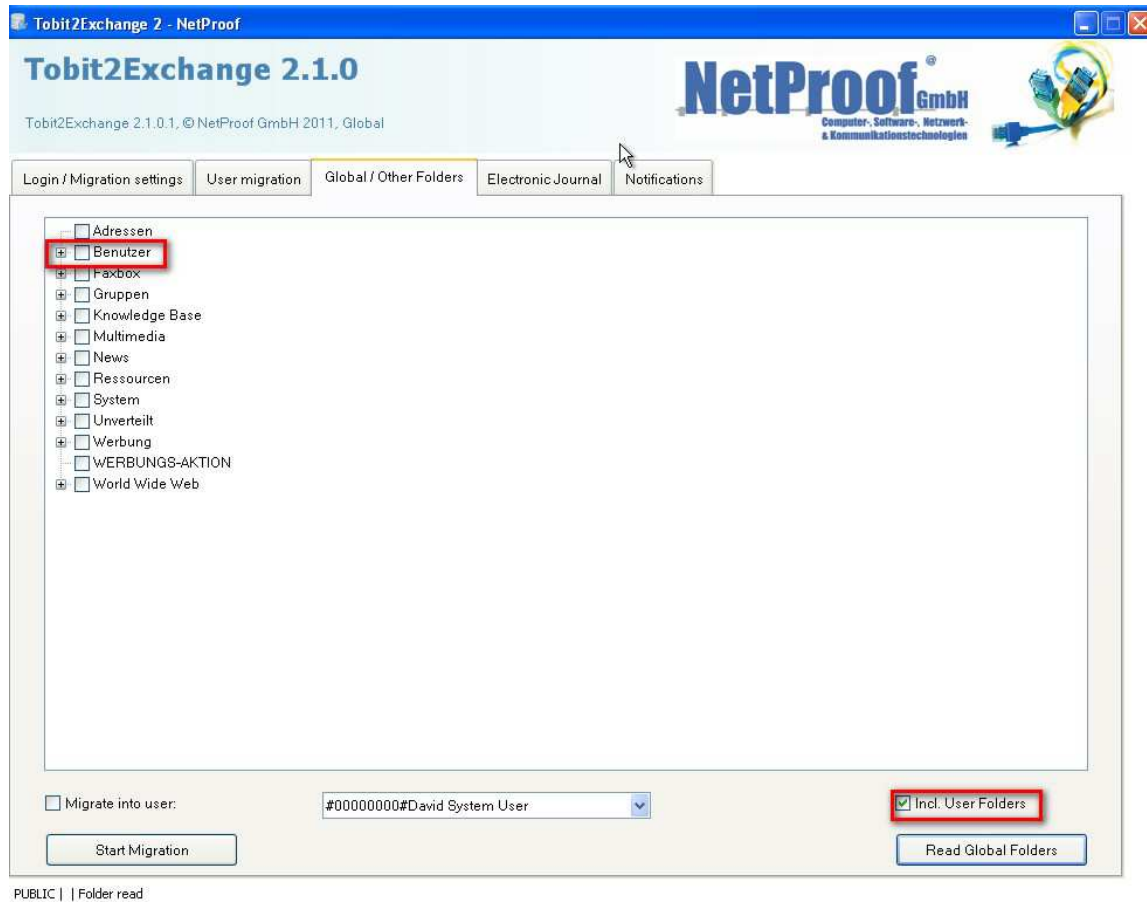 Tobit2Exchange 2 - NetProof
Tobit2Exchange 2.1.0
NetProof@
GmbH
Computer-, Software-, Netzwerk-
& Kommunikationstechnologien
Tobit2Exchange 2.1.0.1, © NetProof GmbH 2011, Global
Login / Migration settings
User migration
Global / Other Folders
Electronic Journal
Notifications
Adressen
Benutzer
Faxbox
Gruppen
Knowledge Base
Multimedia
News
Ressourcen
System
Unverteilt
Werbung
WERBUNGS-AKTION
World Wide Web
Migrate into user:
#00000000#David System User
Incl. User Folders
Start Migration
Read Global Folders
PUBLIC | | Folder read